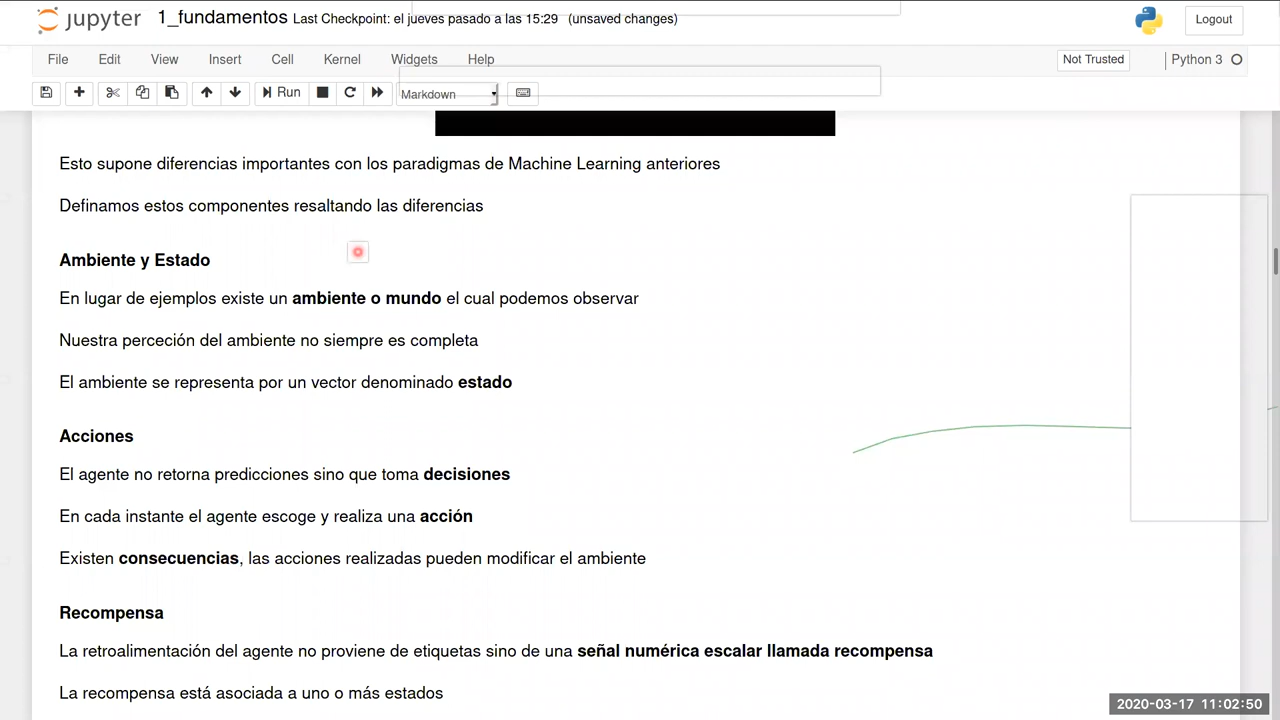 jupyter 1_fundamentos Last Checkpoint: el jueves pasado a las 15:29 (unsaved changes) Logout
File Edit View Insert Cell Kernel Widgets Help Not Trusted Python 3
Run Markdown
Esto supone diferencias importantes con los paradigmas de Machine Learning anteriores
Definamos estos componentes resaltando las diferencias
Ambiente y Estado
En lugar de ejemplos existe un ambiente o mundo el cual podemos observar
Nuestra perceción del ambiente no siempre es completa
El ambiente se representa por un vector denominado estado
Acciones
El agente no retorna predicciones sino que toma decisiones
En cada instante el agente escoge y realiza una acción
Existen consecuencias, las acciones realizadas pueden modificar el ambiente
Recompensa
La retroalimentación del agente no proviene de etiquetas sino de una señal numérica escalar llamada recompensa
La recompensa está asociada a uno o más estados
2020-03-17 11:02:50